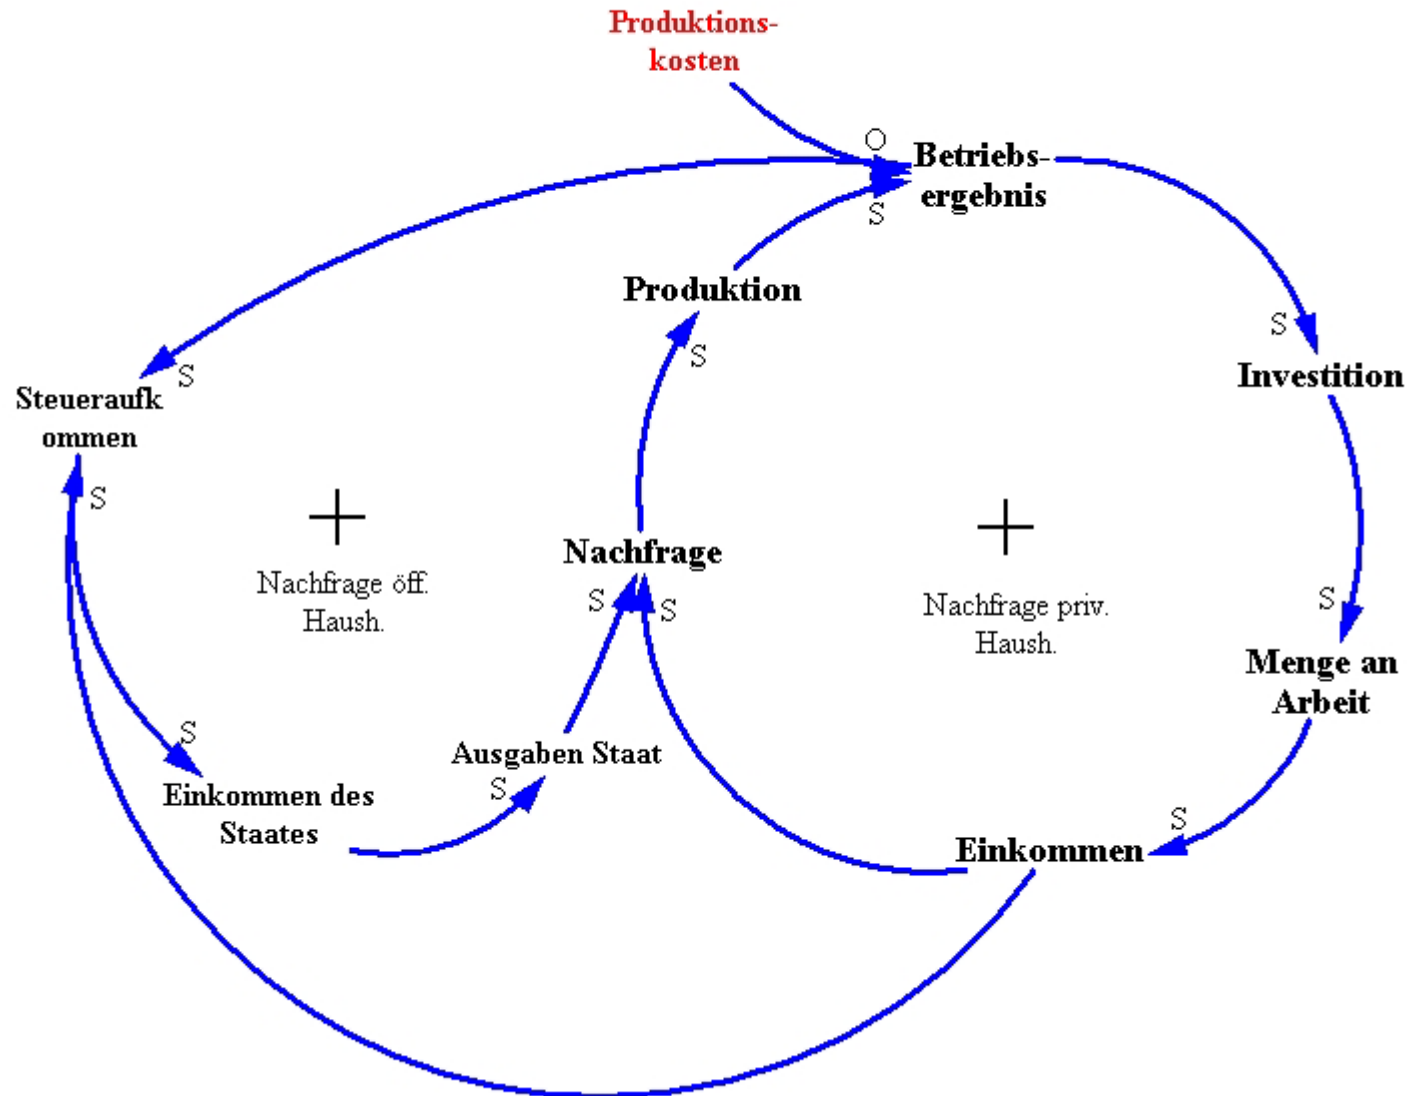 Produktions-
kosten
O
Betriebs-
ergebnis
S
Produktion
S
S
Investition
S
Steueraufk
ommen
S
Nachfrage
Nachfrage öff.
Haush.
S
S
Nachfrage priv.
Haush.
S
Menge an
Arbeit
S
Ausgaben Staat
S
Einkommen des
Staates
S
Einkommen